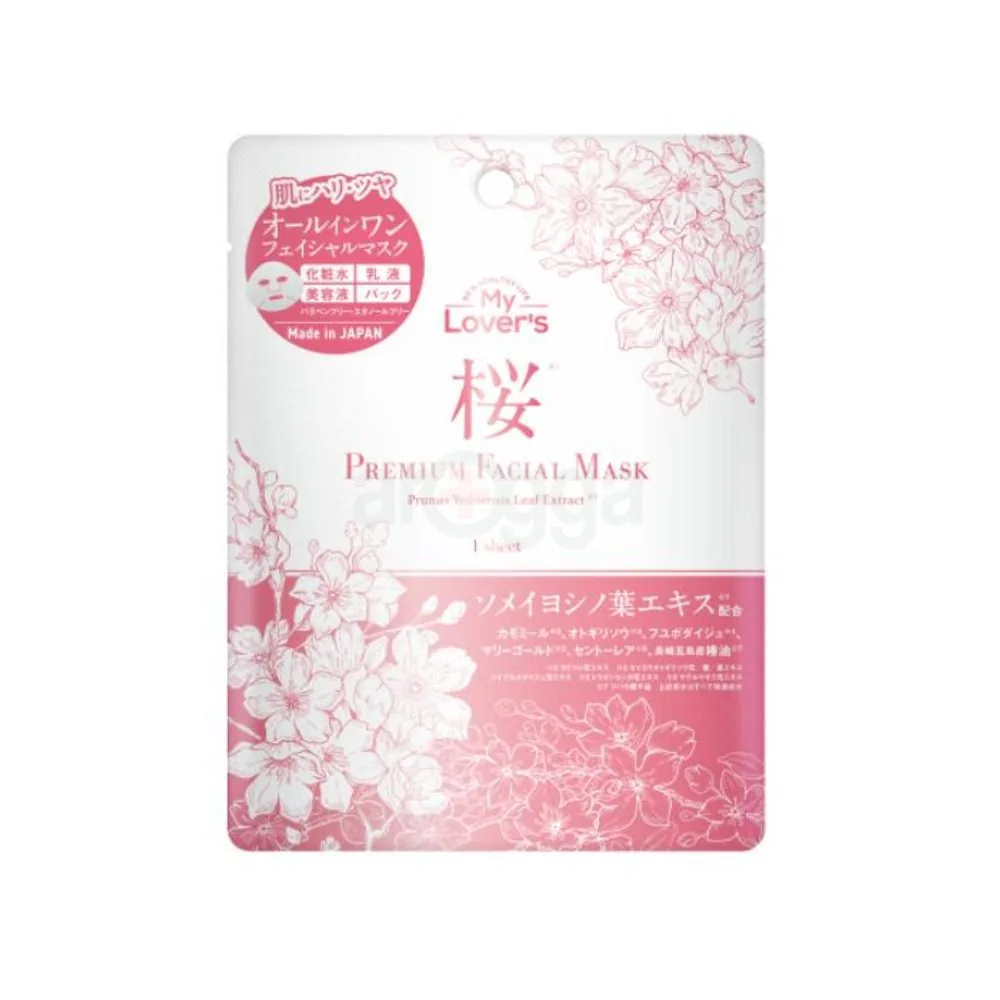 肌にハリ・ツヤ
オールインワン
フェイシャルマスク
化粧水 乳液
美容液 パック
パラベンフリー・エタノールフリー
Made in JAPAN
SKIN HEALTHY LIFE
My
Lover's
桜
PREMIUM FACIAL MASK
Prunus Yedoensis Leaf Extract
arogga
1 sheet
ソメイヨシノ葉エキス 配合
カモミール、オトギリソウ、フユボダイジュ、
マリーゴールド、セントーレア、長崎五島産椿油